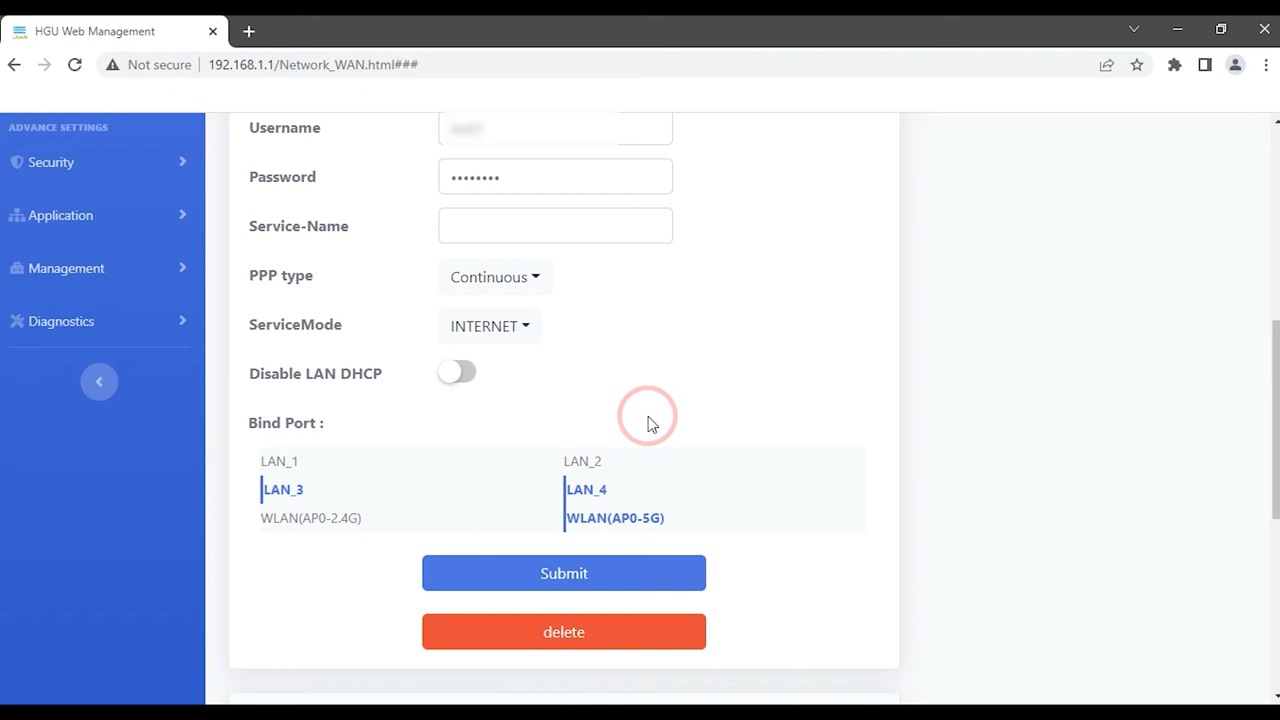 HGU Web Management
Not secure 192.168.1.1/Network_WAN.html###
ADVANCE SETTINGS
Security
Application
Management
Diagnostics
Username
Password ••••••••
Service-Name
PPP type Continuous
ServiceMode INTERNET
Disable LAN DHCP
Bind Port :
LAN_1 LAN_2
LAN_3 LAN_4
WLAN(AP0-2.4G) WLAN(AP0-5G)
Submit
delete